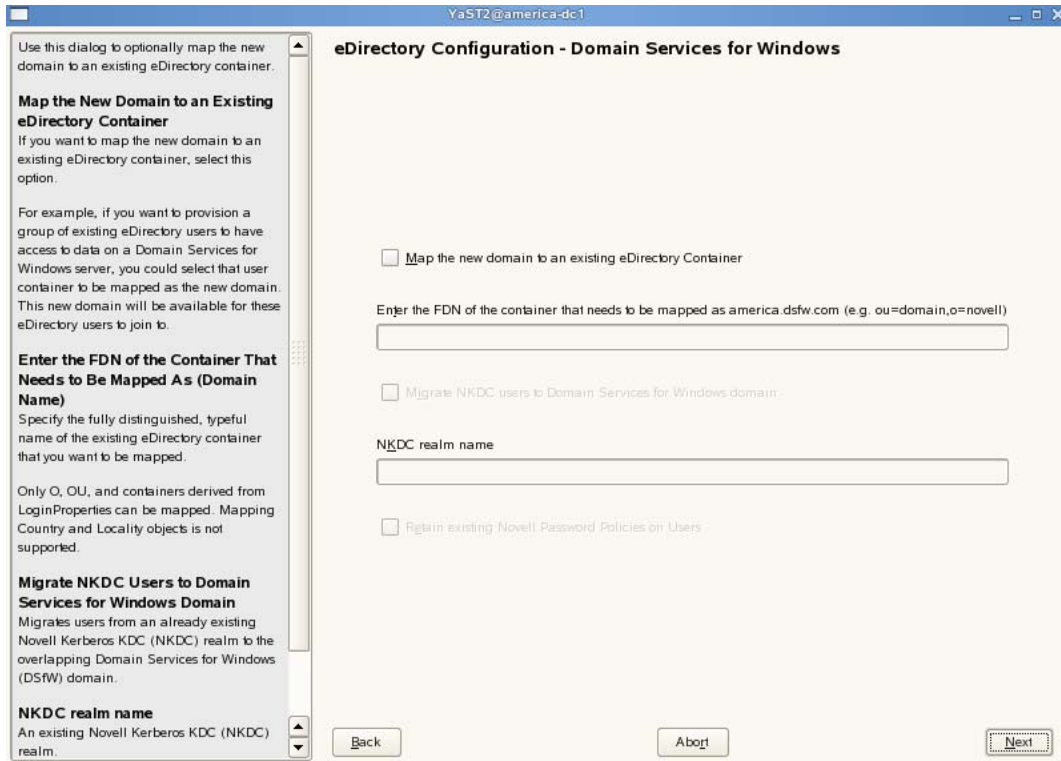 YaST2@america-dc1
Use this dialog to optionally map the new
domain to an existing eDirectory container.
Map the New Domain to an Existing
eDirectory Container
If you want to map the new domain to an
existing eDirectory container, select this
option.
For example, if you want to provision a
group of existing eDirectory users to have
access to data on a Domain Services for
Windows server, you could select that user
container to be mapped as the new domain.
This new domain will be available for these
eDirectory users to join to.
Enter the FDN of the Container That
Needs to Be Mapped As (Domain
Name)
Specify the fully distinguished, typeful
name of the existing eDirectory container
that you want to be mapped.
Only O, OU, and containers derived from
LoginProperties can be mapped. Mapping
Country and Locality objects is not
supported.
Migrate NKDC Users to Domain
Services for Windows Domain
Migrates users from an already existing
Novell Kerberos KDC (NKDC) realm to the
overlapping Domain Services for Windows
(DSfW) domain.
NKDC realm name
An existing Novell Kerberos KDC (NKDC)
realm.
eDirectory Configuration - Domain Services for Windows
Map the new domain to an existing eDirectory Container
Enter the FDN of the container that needs to be mapped as america.dsfw.com (e.g. ou=domain,o=novell)
Migrate NKDC users to Domain Services for Windows domain
NKDC realm name
Retain existing Novell Password Policies on Users
Back
Abort
Next